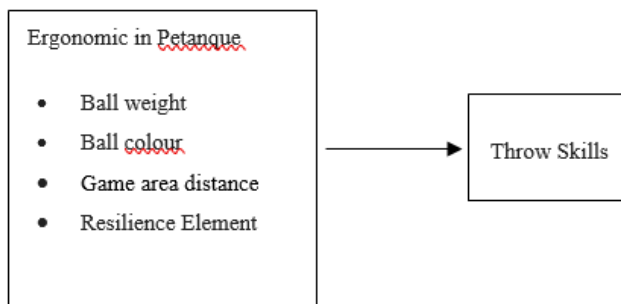 Ergonomic in Petanque
• Ball weight
• Ball colour
• Game area distance
• Resilience Element
Throw Skills